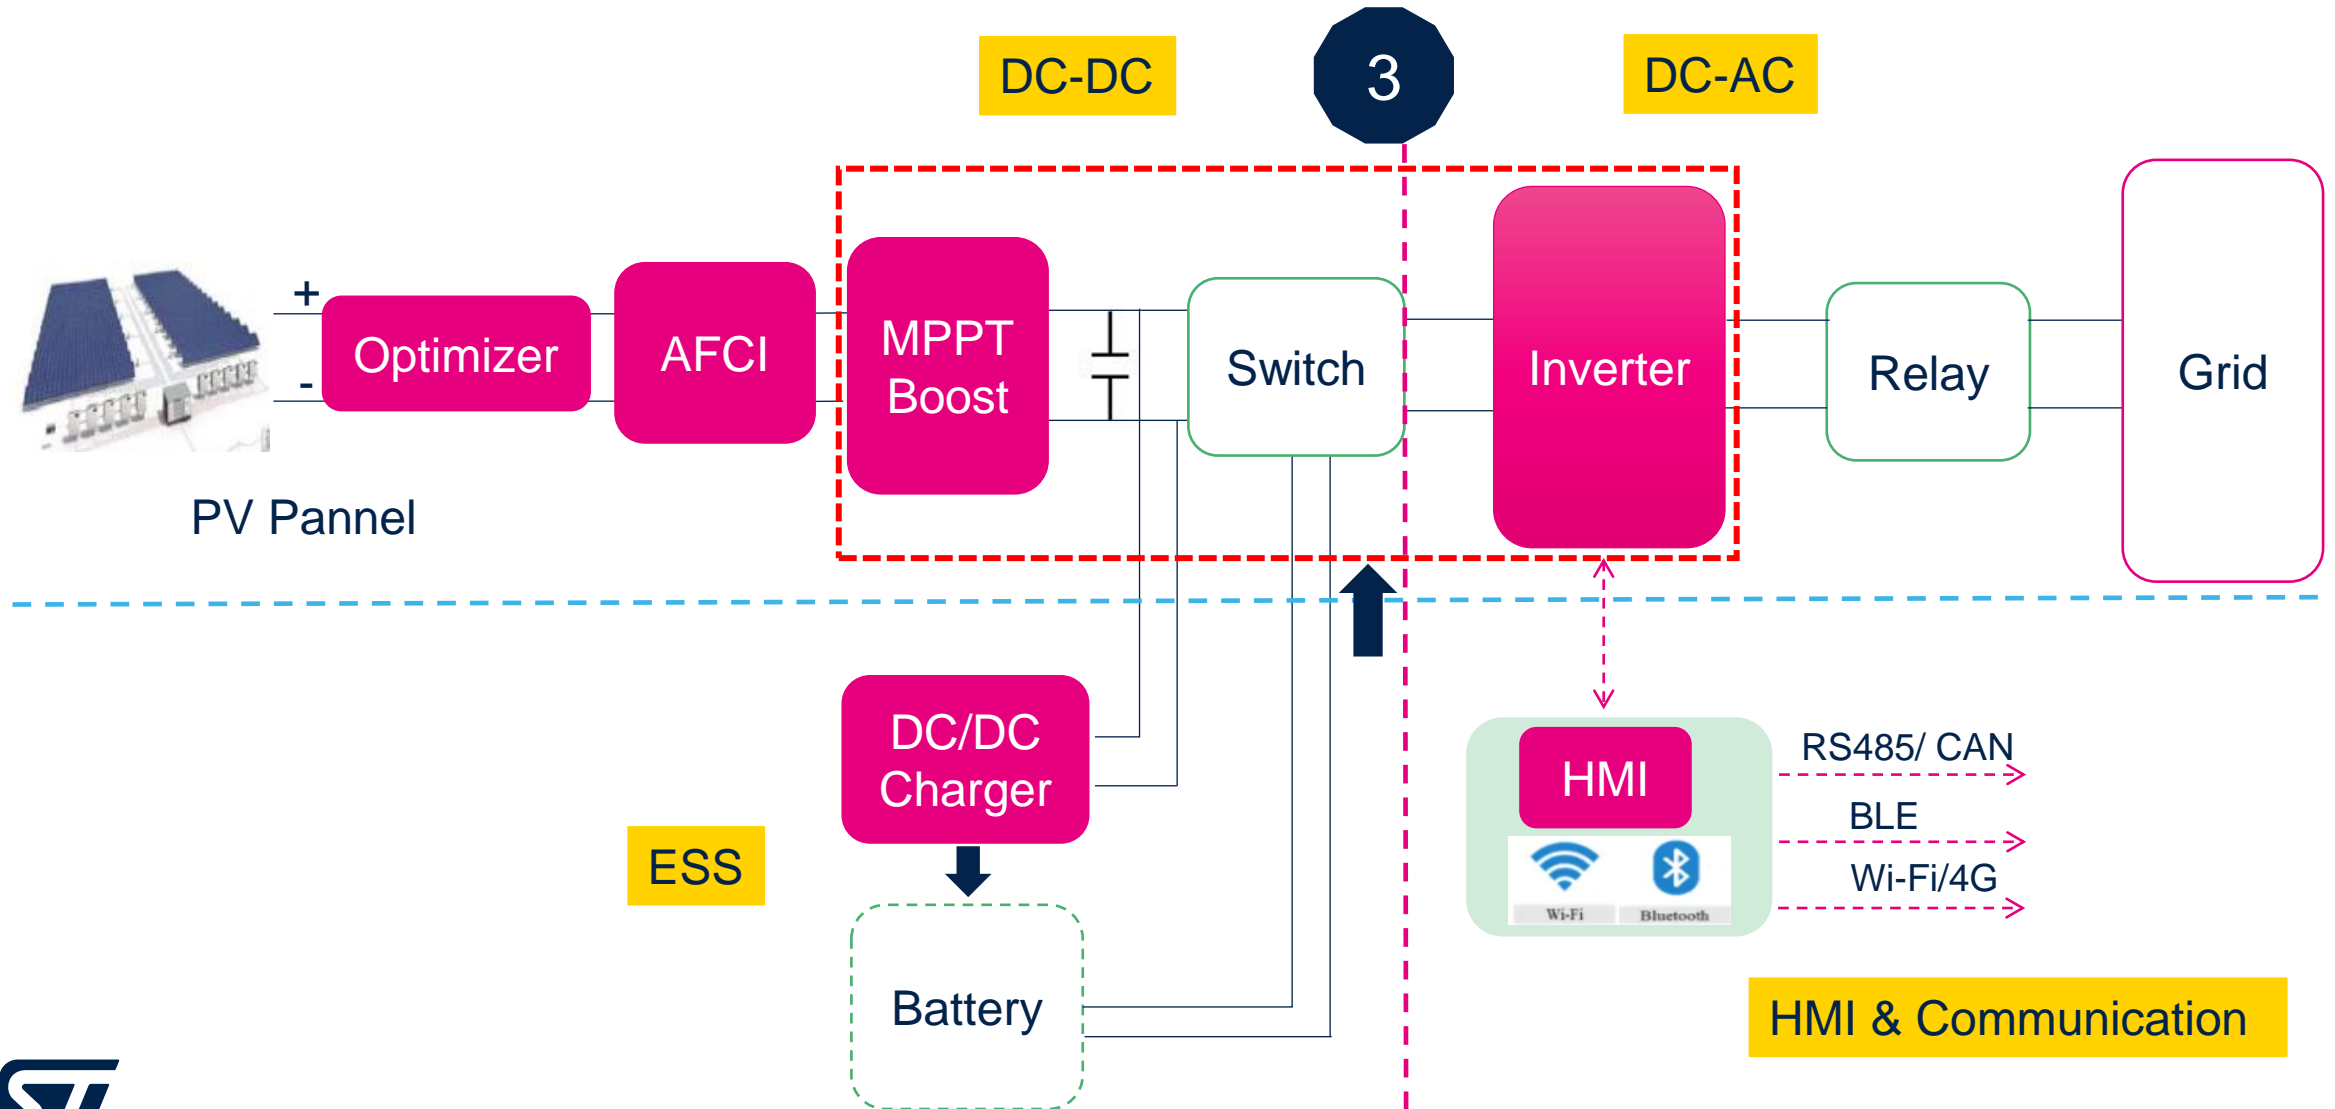 DC-DC
3
DC-AC
+
-
Optimizer
AFCI
MPPT
Boost
Switch
Inverter
Relay
Grid
PV Pannel
DC/DC
Charger
ESS
Battery
HMI
Wi-Fi
Bluetooth
RS485/ CAN
BLE
Wi-Fi/4G
HMI & Communication
ST